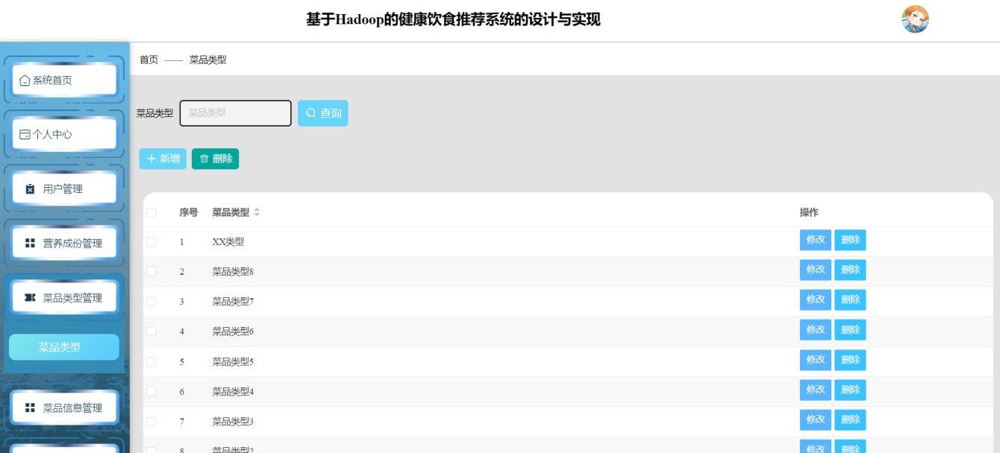 基于Hadoop的健康饮食推荐系统的设计与实现
首页 —— 菜品类型
系统首页
个人中心
用户管理
营养成份管理
菜品类型管理
菜品类型
菜品信息管理
菜品类型 菜品类型 查询
新增 删除
序号 菜品类型 操作
1 XX类型 修改 删除
2 菜品类型8 修改 删除
3 菜品类型7 修改 删除
4 菜品类型6 修改 删除
5 菜品类型5 修改 删除
6 菜品类型4 修改 删除
7 菜品类型3 修改 删除
8 菜品类型2 修改 删除